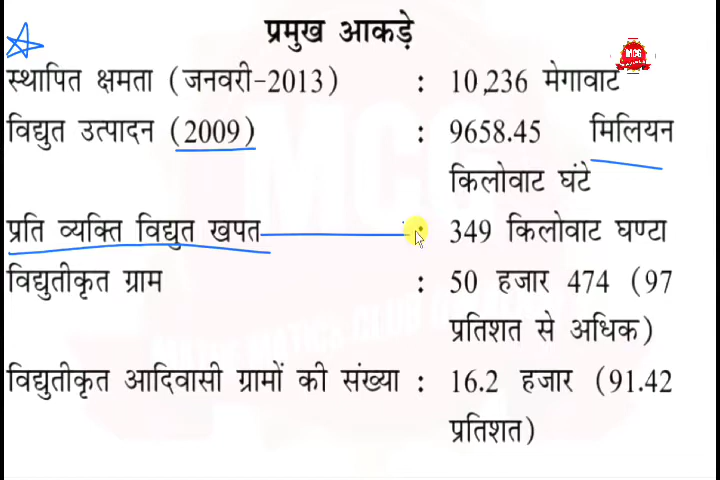 प्रमुख आकड़े
MCG
स्थापित क्षमता (जनवरी-2013) : 10,236 मेगावाट
विद्युत उत्पादन (2009) : 9658.45 मिलियन
किलोवाट घंटे
प्रति व्यक्ति विद्युत खपत : 349 किलोवाट घण्टा
विद्युतीकृत ग्राम : 50 हजार 474 (97
प्रतिशत से अधिक)
विद्युतीकृत आदिवासी ग्रामों की संख्या : 16.2 हजार (91.42
प्रतिशत)